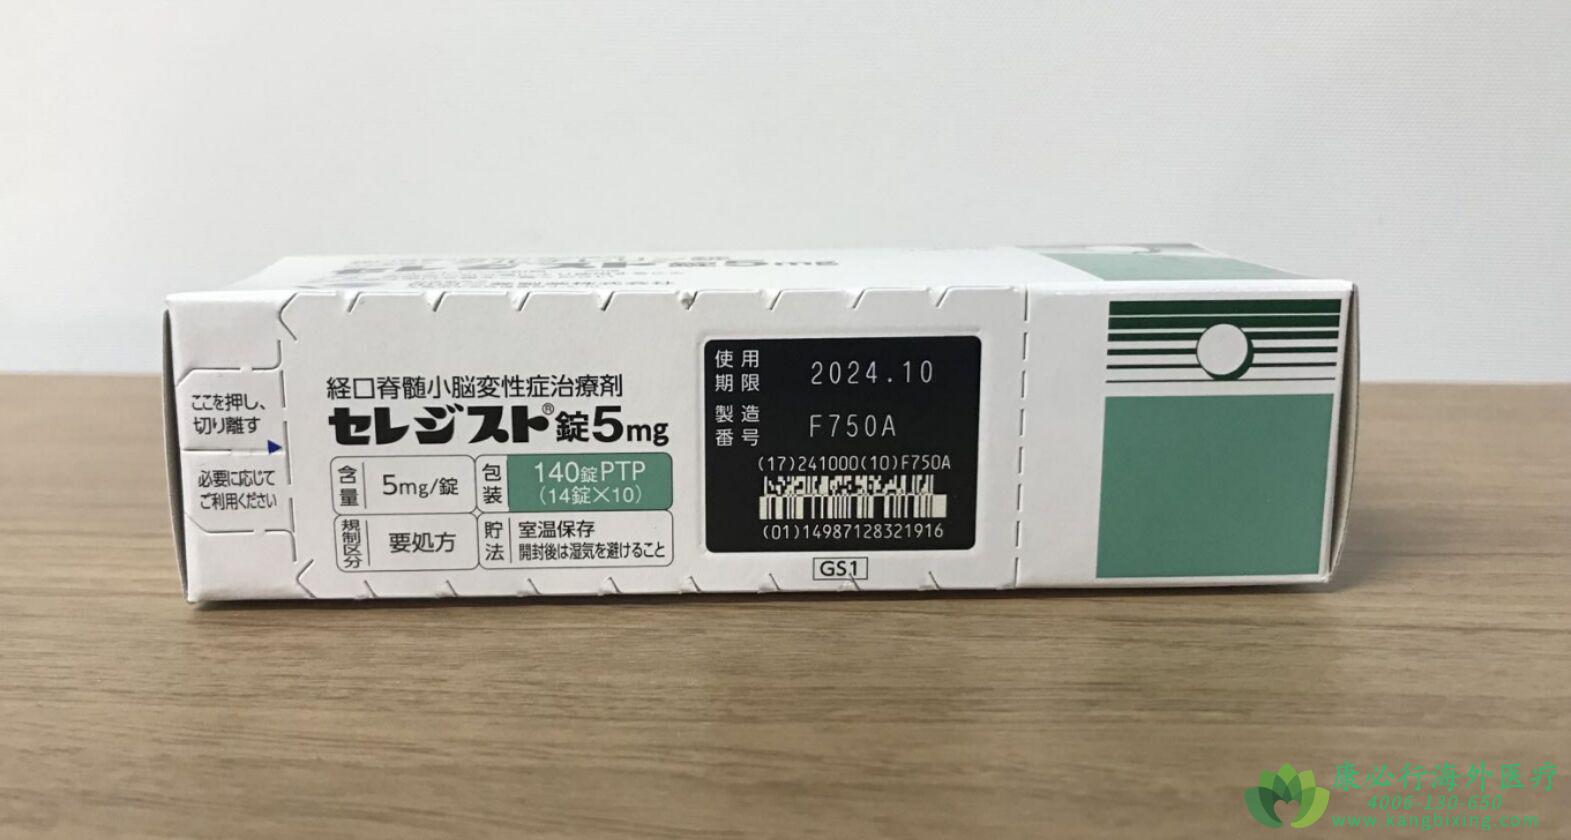 錠5mg
ここを押し、
切り離す
必要に応じて
ご利用ください
経口脊髄小脳変性症治療剤
セレジスト®錠5mg
含量 5mg/錠
包装 140錠PTP
(14錠×10)
規制区分 要処方
貯法 室温保存
開封後は湿気を避けること
使用期限 2024.10
製造番号 F750A
(17)241000(10)F750A
(01)14987128321916
GS1
康必行海外医疗
4006-130-650
www.kangbixing.com